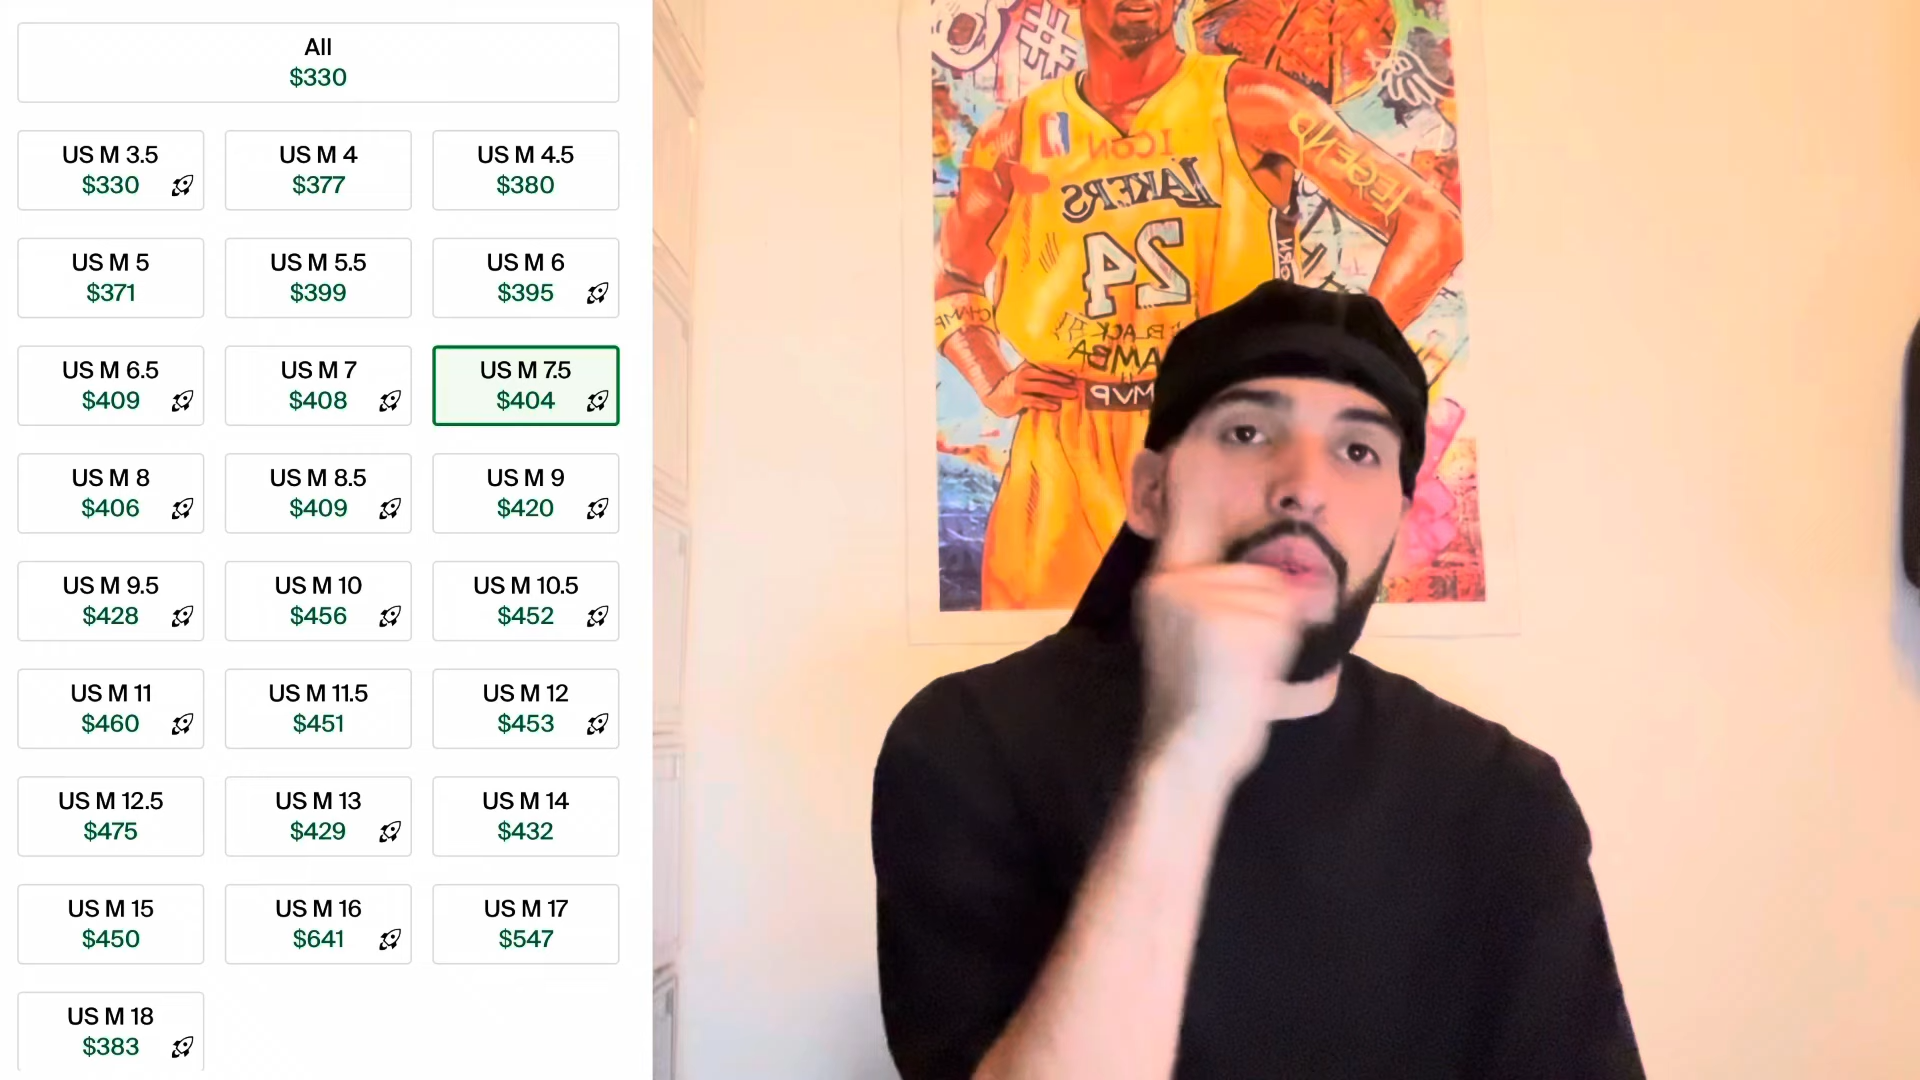 All
$330
US M 3.5
$330
US M 4
$377
US M 4.5
$380
US M 5
$371
US M 5.5
$399
US M 6
$395
US M 6.5
$409
US M 7
$408
US M 7.5
$404
US M 8
$406
US M 8.5
$409
US M 9
$420
US M 9.5
$428
US M 10
$456
US M 10.5
$452
US M 11
$460
US M 11.5
$451
US M 12
$453
US M 12.5
$475
US M 13
$429
US M 14
$432
US M 15
$450
US M 16
$641
US M 17
$547
US M 18
$383
#
ICON
LAKERS
24
LEGEND
BLACK
MVP